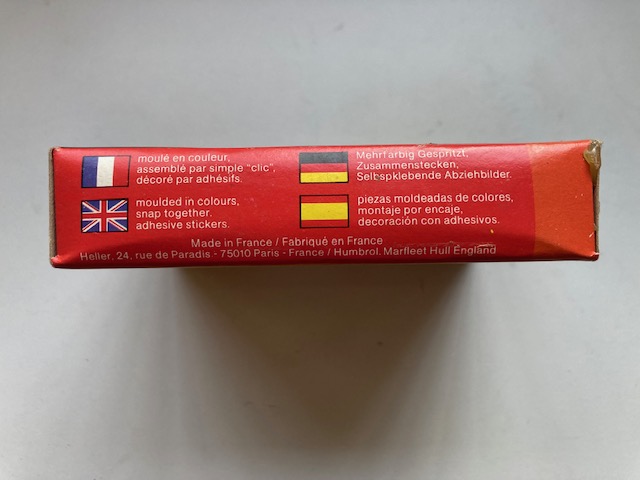 moulé en couleur,
assemblé par simple "clic",
décoré par adhésifs.
moulded in colours,
snap together.
adhesive stickers.
Mehrfarbig Gespritzt,
Zusammenstecken,
Selbstklebende Abziehbilder.
piezas moldeadas de colores,
montaje por encaje,
decoración con adhesivos.
Made in France / Fabriqué en France
Heller, 24, rue de Paradis - 75010 Paris - France / Humbrol. Marfleet Hull England